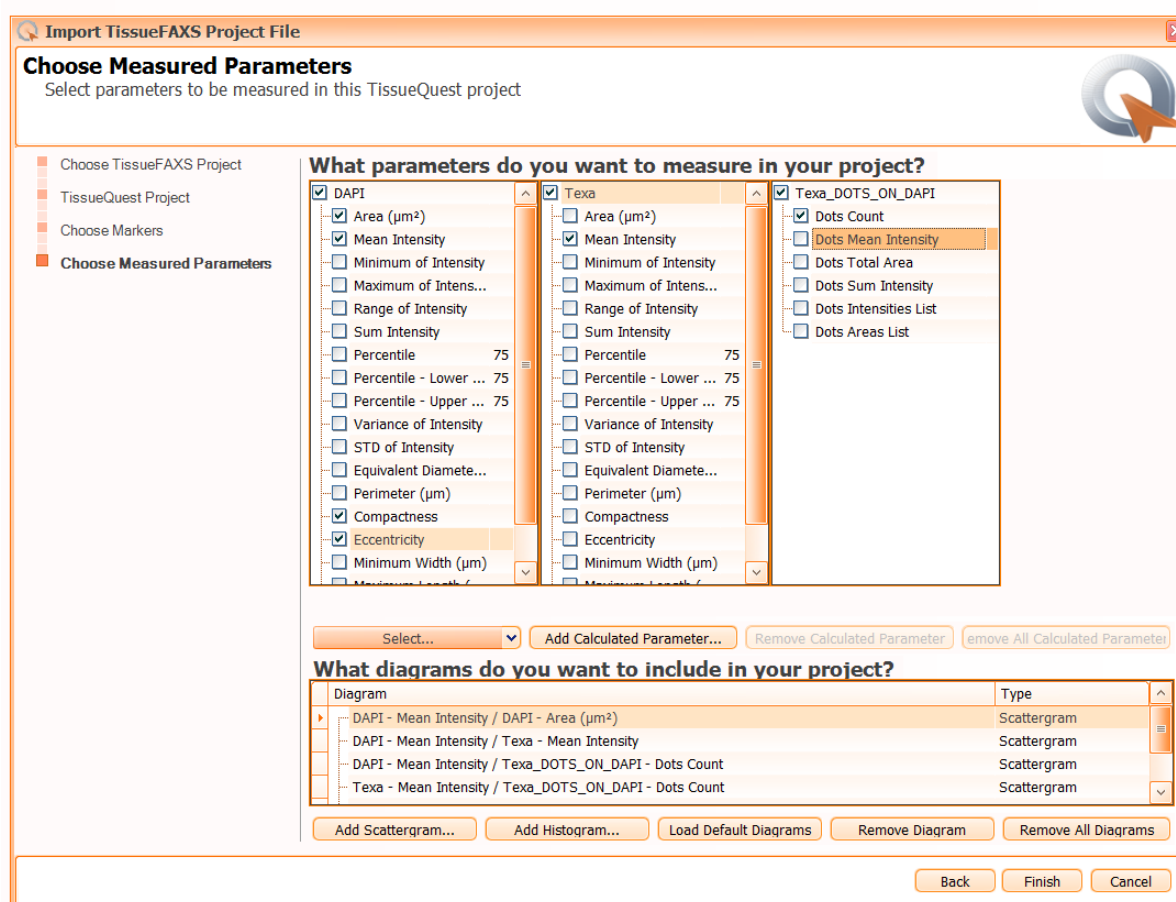 Import TissueFAXS Project File
Choose Measured Parameters
Select parameters to be measured in this TissueQuest project
Choose TissueFAXS Project
TissueQuest Project
Choose Markers
Choose Measured Parameters
What parameters do you want to measure in your project?
DAPI
Area (µm²)
Mean Intensity
Minimum of Intensity
Maximum of Intens...
Range of Intensity
Sum Intensity
Percentile 75
Percentile - Lower ... 75
Percentile - Upper ... 75
Variance of Intensity
STD of Intensity
Equivalent Diamete...
Perimeter (µm)
Compactness
Eccentricity
Minimum Width (µm)
Texa
Area (µm²)
Mean Intensity
Minimum of Intensity
Maximum of Intens...
Range of Intensity
Sum Intensity
Percentile 75
Percentile - Lower ... 75
Percentile - Upper ... 75
Variance of Intensity
STD of Intensity
Equivalent Diamete...
Perimeter (µm)
Compactness
Eccentricity
Minimum Width (µm)
Texa_DOTS_ON_DAPI
Dots Count
Dots Mean Intensity
Dots Total Area
Dots Sum Intensity
Dots Intensities List
Dots Areas List
Select... Add Calculated Parameter... Remove Calculated Parameter emove All Calculated Parameter
What diagrams do you want to include in your project?
Diagram Type
DAPI - Mean Intensity / DAPI - Area (µm²) Scattergram
DAPI - Mean Intensity / Texa - Mean Intensity Scattergram
DAPI - Mean Intensity / Texa_DOTS_ON_DAPI - Dots Count Scattergram
Texa - Mean Intensity / Texa_DOTS_ON_DAPI - Dots Count Scattergram
Add Scattergram... Add Histogram... Load Default Diagrams Remove Diagram Remove All Diagrams
Back Finish Cancel